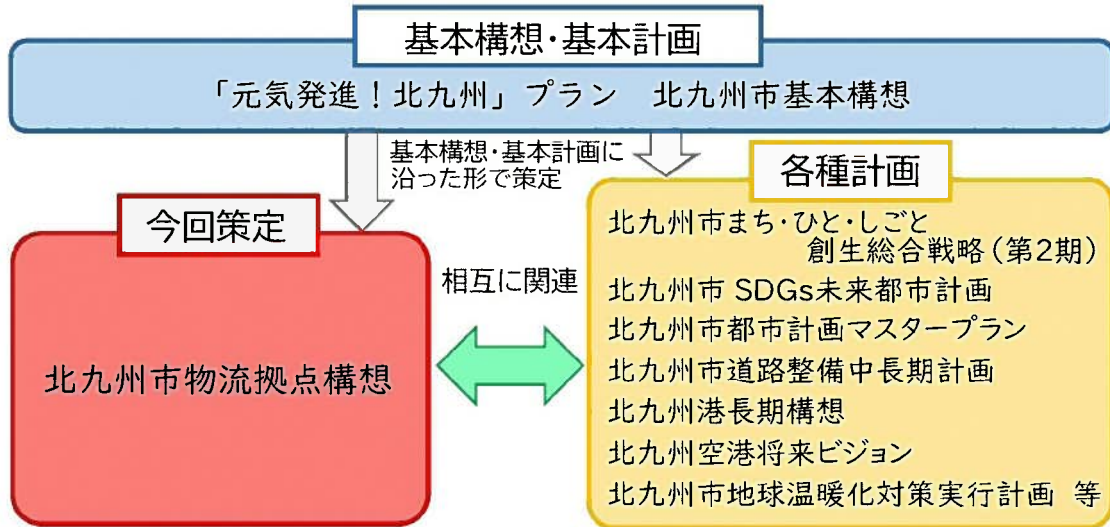 基本構想・基本計画
「元気発進！北九州」プラン　北九州市基本構想
基本構想・基本計画に
沿った形で策定
今回策定
北九州市物流拠点構想
相互に関連
各種計画
北九州市まち・ひと・しごと
創生総合戦略（第2期）
北九州市 SDGs未来都市計画
北九州市都市計画マスタープラン
北九州市道路整備中長期計画
北九州港長期構想
北九州空港将来ビジョン
北九州市地球温暖化対策実行計画 等